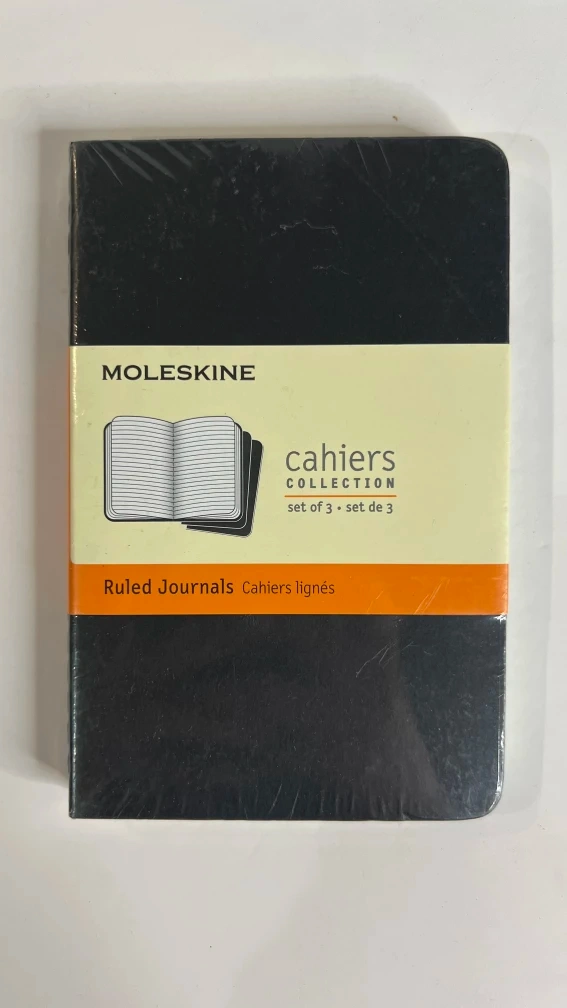 MOLESKINE
cahiers
COLLECTION
set of 3 • set de 3
Ruled Journals Cahiers lignés